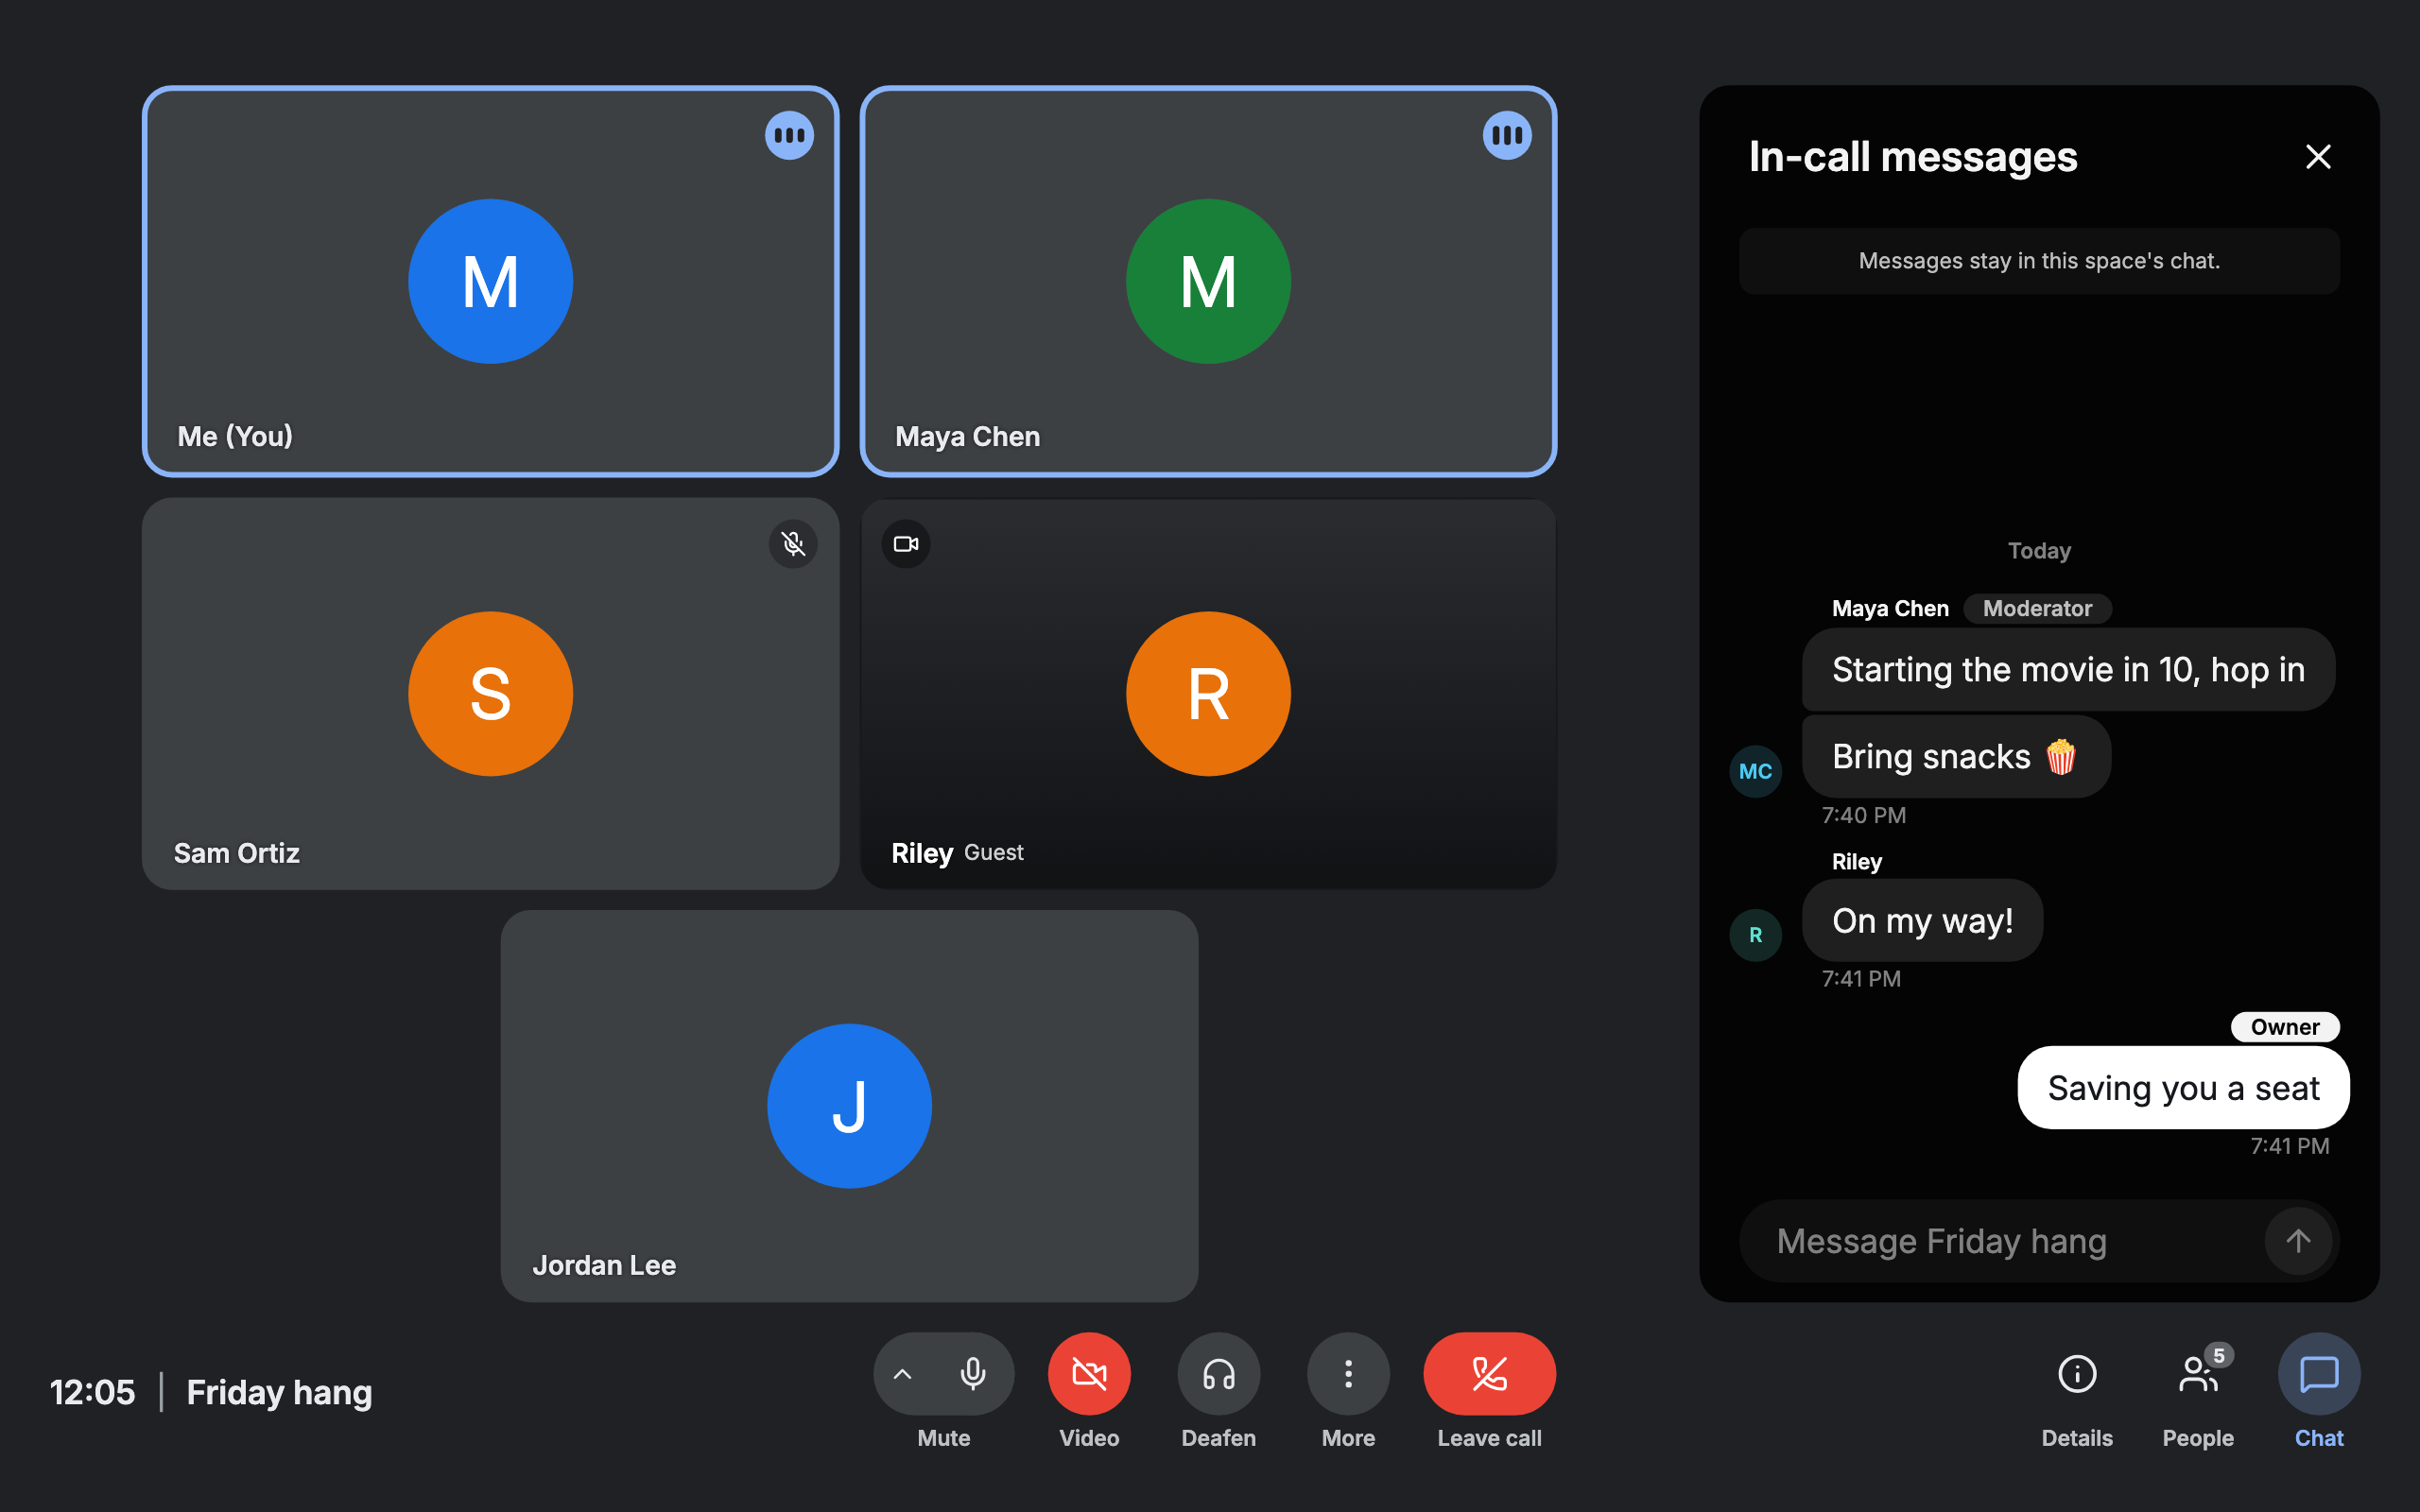 M
Me (You)
M
Maya Chen
S
Sam Ortiz
R
Riley Guest
J
Jordan Lee
In-call messages
Messages stay in this space's chat.
Today
Maya Chen Moderator
Starting the movie in 10, hop in
Bring snacks 🍿
MC
7:40 PM
Riley
On my way!
R
7:41 PM
Owner
Saving you a seat
7:41 PM
Message Friday hang
12:05 | Friday hang
Mute
Video
Deafen
More
Leave call
Details
5
People
Chat